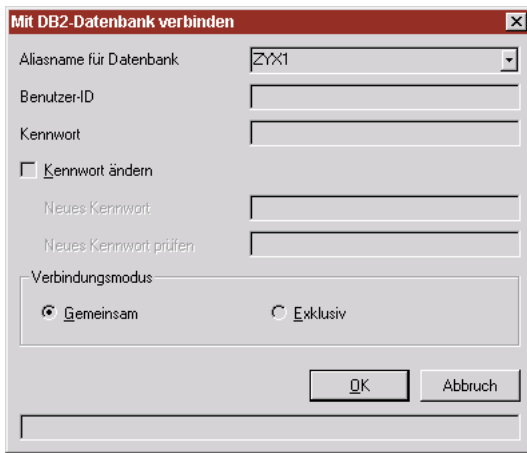 Mit DB2-Datenbank verbinden
Aliasname für Datenbank ZYX1
Benutzer-ID
Kennwort
Kennwort ändern
Neues Kennwort
Neues Kennwort prüfen
Verbindungsmodus
Gemeinsam Exklusiv
OK Abbruch